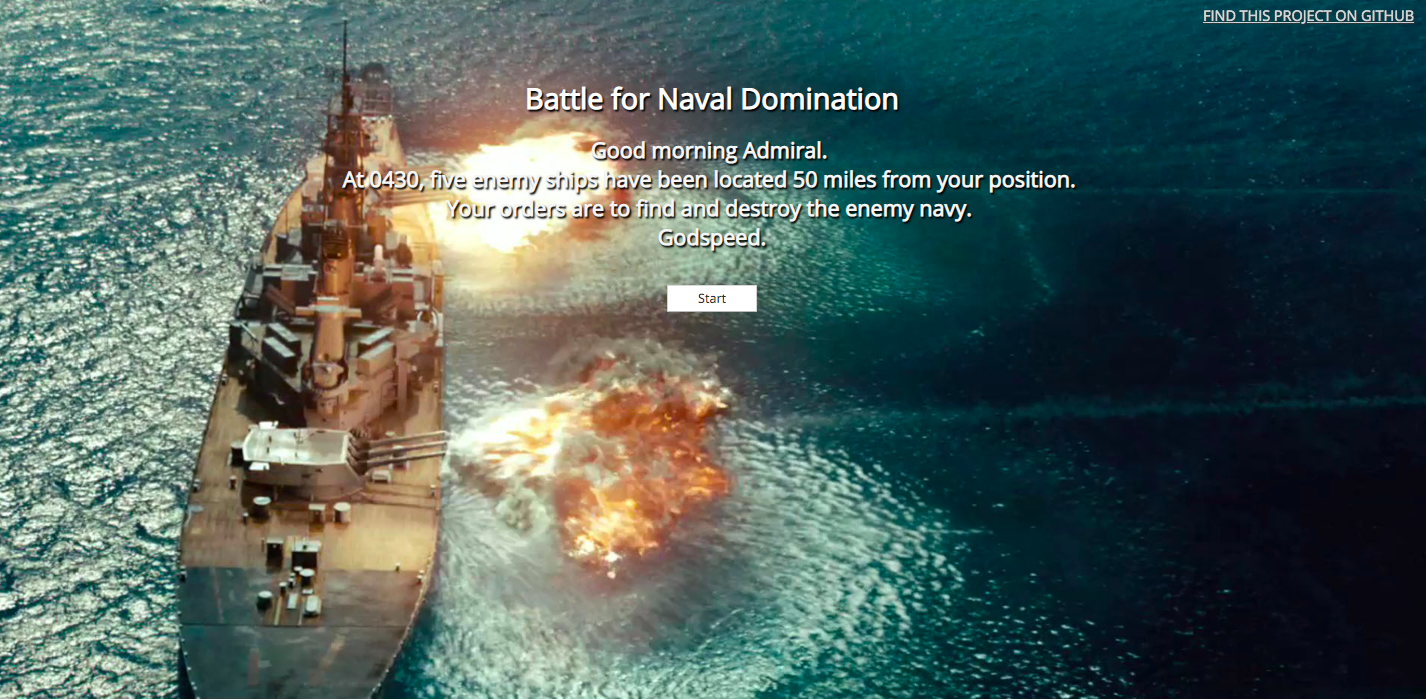 FIND THIS PROJECT ON GITHUB
Battle for Naval Domination
Good morning Admiral.
At 0430, five enemy ships have been located 50 miles from your position.
Your orders are to find and destroy the enemy navy.
Godspeed.
Start